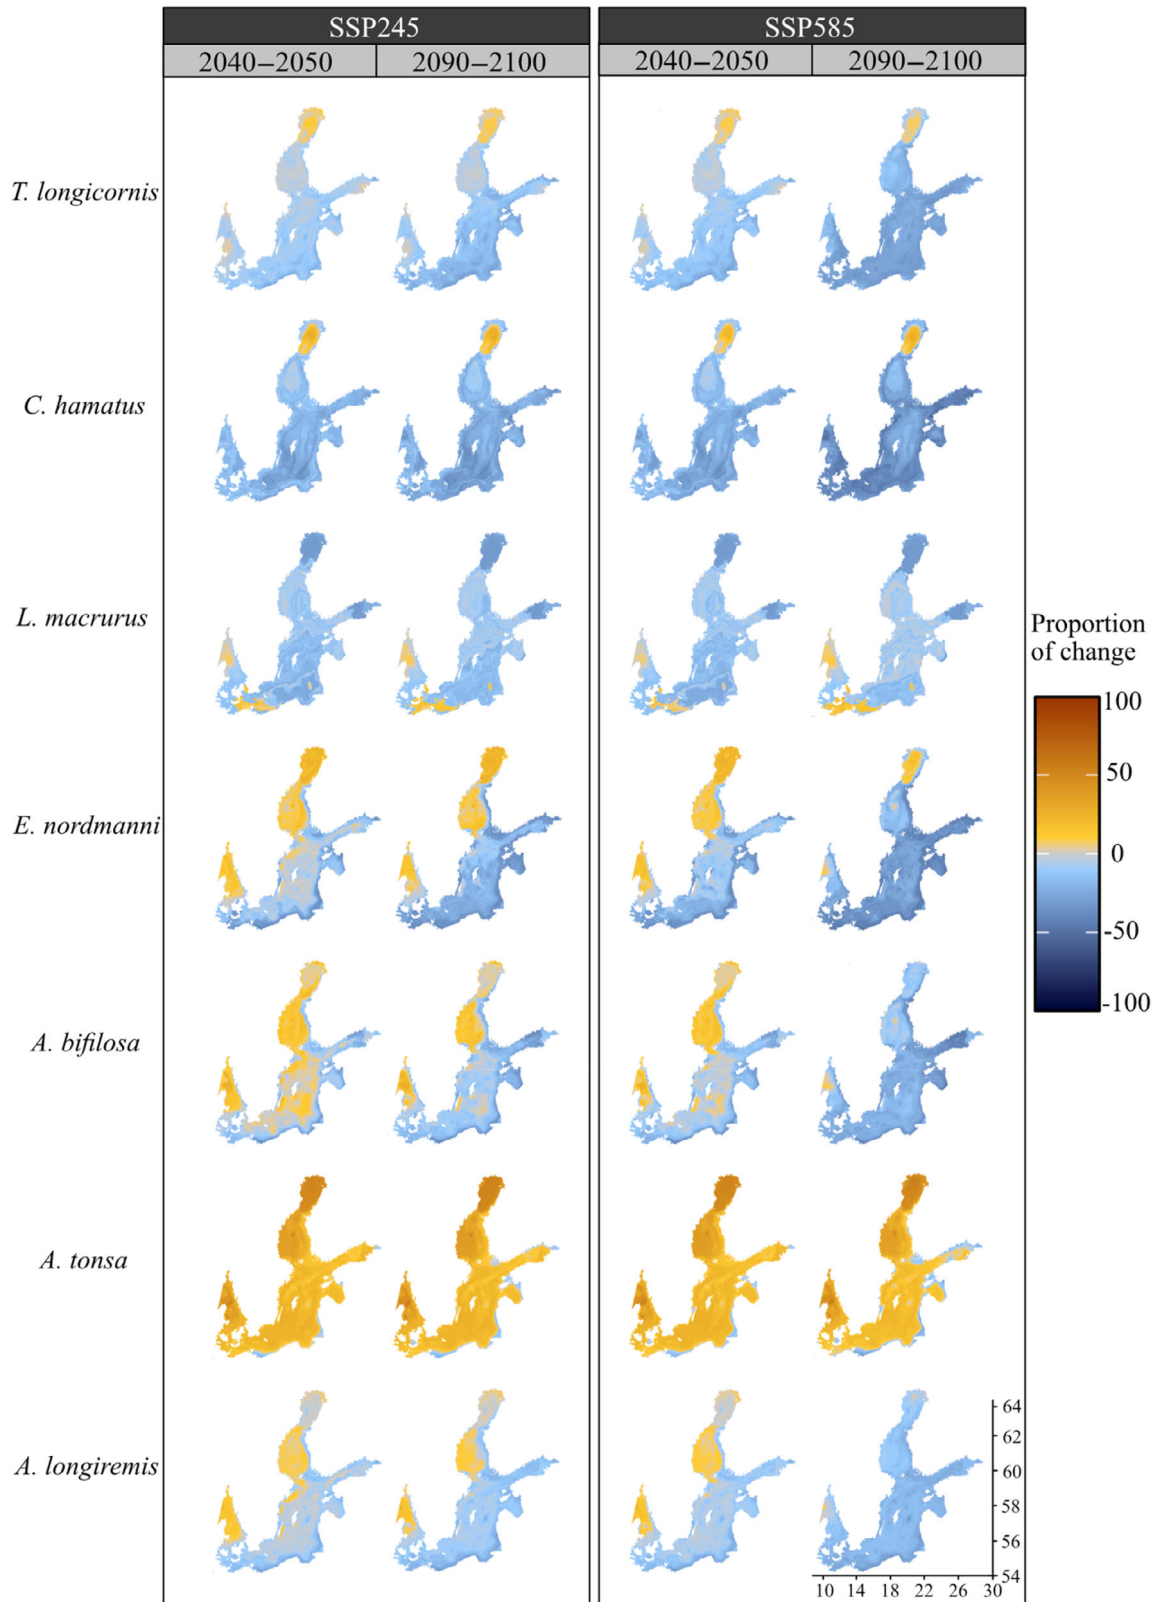 SSP245
SSP585
2040–2050
2090–2100
2040–2050
2090–2100
T. longicornis
C. hamatus
L. macrurus
E. nordmanni
A. bifilosa
A. tonsa
A. longiremis
Proportion
of change
100
50
0
-50
-100
64
62
60
58
56
54
10 14 18 22 26 30